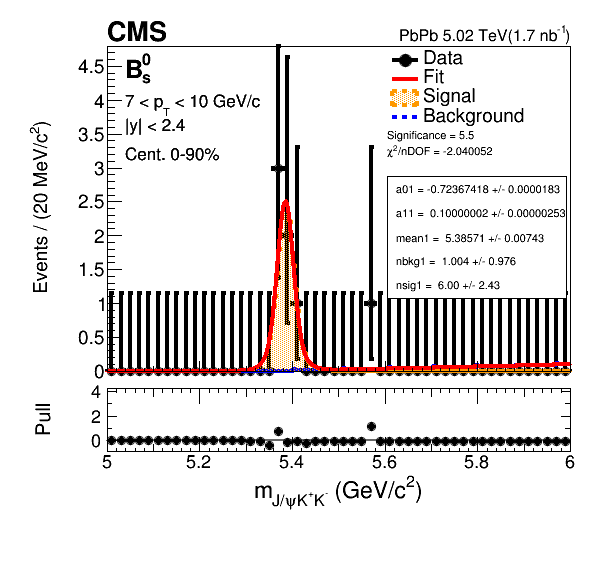 CMS
PbPb 5.02 TeV(1.7 nb⁻¹)
B⁰ₛ
7 < p_T < 10 GeV/c
|y| < 2.4
Cent. 0-90%
Data
Fit
Signal
Background
Significance = 5.5
χ²/nDOF = -2.040052
a01 = -0.72367418 +/- 0.0000183
a11 = 0.10000002 +/- 0.00000253
mean1 = 5.38571 +/- 0.00743
nbkg1 = 1.004 +/- 0.976
nsig1 = 6.00 +/- 2.43
Events / (20 MeV/c²)
4.5
4
3.5
3
2.5
2
1.5
1
0.5
0
Pull
4
2
0
5 5.2 5.4 5.6 5.8 6
m_J/ψK⁺K⁻ (GeV/c²)